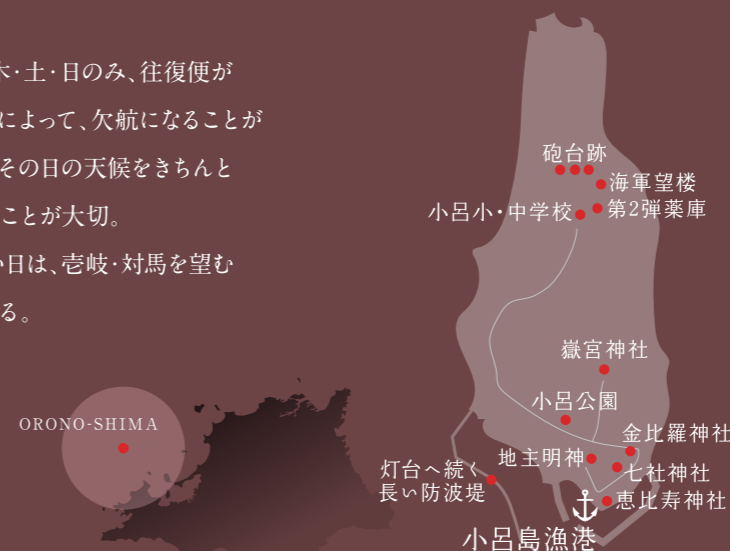 木・土・日のみ、往復便が
によって、欠航になることが
その日の天候をきちんと
ことが大切。
い日は、壱岐・対馬を望む
る。
砲台跡
海軍望楼
小呂小・中学校
第2弾薬庫
嶽宮神社
ORONO-SHIMA
小呂公園
金比羅神社
地主明神
七社神社
灯台へ続く
長い防波堤
恵比寿神社
小呂島漁港